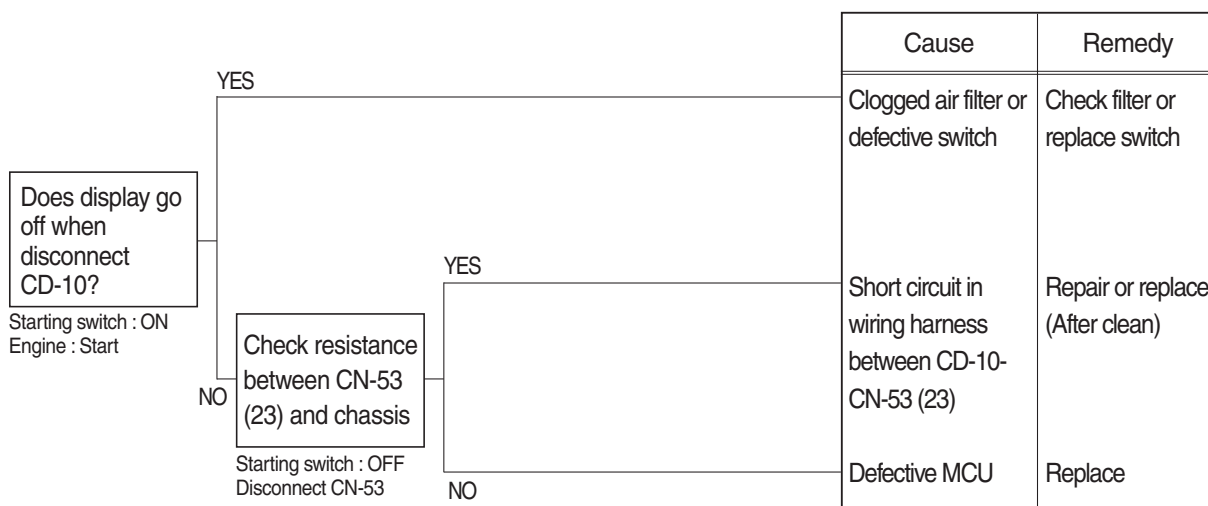 Cause
Remedy
YES
Clogged air filter or
defective switch
Check filter or
replace switch
Does display go
off when
disconnect
CD-10?
Starting switch : ON
Engine : Start
YES
Short circuit in
wiring harness
between CD-10-
CN-53 (23)
Repair or replace
(After clean)
NO
Check resistance
between CN-53
(23) and chassis
Starting switch : OFF
Disconnect CN-53
NO
Defective MCU
Replace